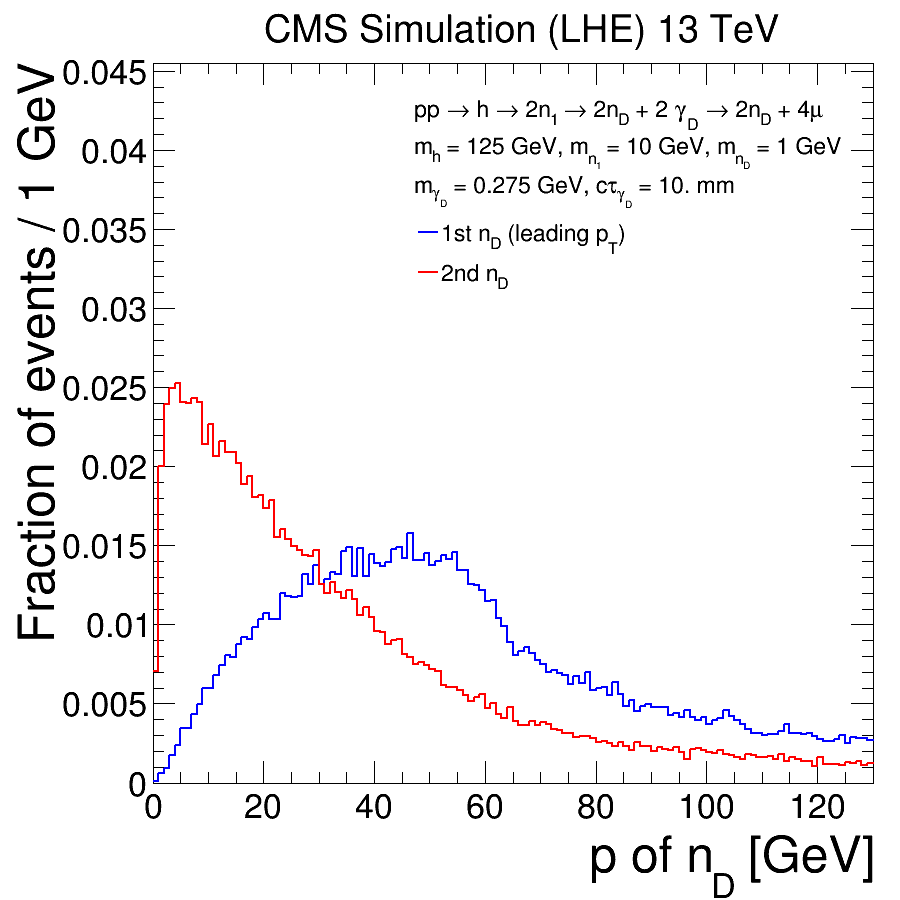 CMS Simulation (LHE) 13 TeV
Fraction of events / 1 GeV
0.045
0.04
0.035
0.03
0.025
0.02
0.015
0.01
0.005
0
pp → h → 2n1 → 2nD + 2 γD → 2nD + 4μ
mh = 125 GeV, mn1 = 10 GeV, mnD = 1 GeV
mγD = 0.275 GeV, cτγD = 10. mm
1st nD (leading pT)
2nd nD
0 20 40 60 80 100 120
p of nD [GeV]